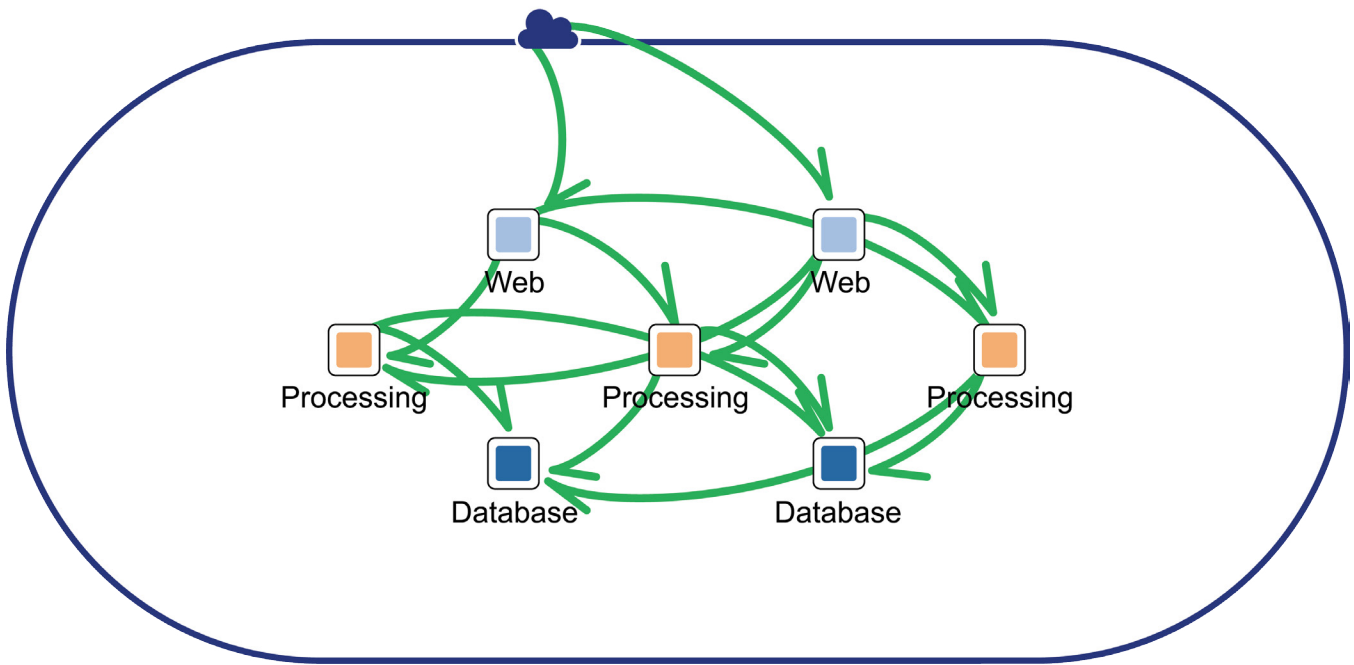 Web
Web
Processing
Processing
Processing
Database
Database